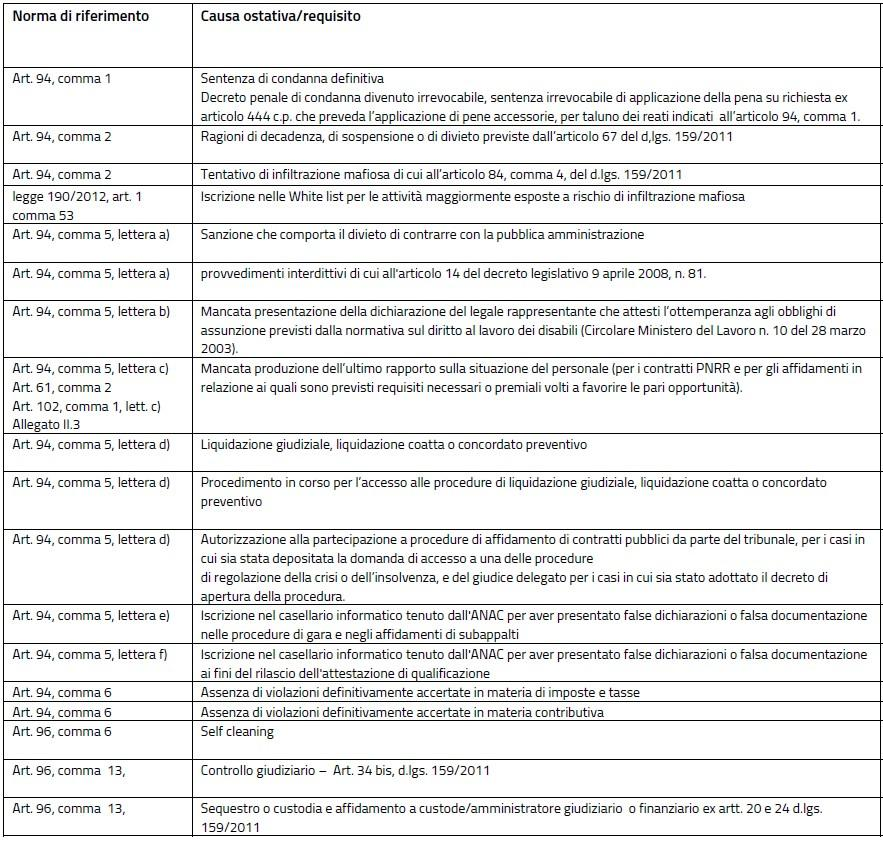 Norma di riferimento
Causa ostativa/requisito
Art. 94, comma 1
Sentenza di condanna definitiva
Decreto penale di condanna divenuto irrevocabile, sentenza irrevocabile di applicazione della pena su richiesta ex
articolo 444 c.p. che preveda l’applicazione di pene accessorie, per taluno dei reati indicati all’articolo 94, comma 1.
Art. 94, comma 2
Ragioni di decadenza, di sospensione o di divieto previste dall’articolo 67 del d,lgs. 159/2011
Art. 94, comma 2
Tentativo di infiltrazione mafiosa di cui all’articolo 84, comma 4, del d.lgs. 159/2011
legge 190/2012, art. 1
comma 53
Iscrizione nelle White list per le attività maggiormente esposte a rischio di infiltrazione mafiosa
Art. 94, comma 5, lettera a)
Sanzione che comporta il divieto di contrarre con la pubblica amministrazione
Art. 94, comma 5, lettera a)
provvedimenti interdittivi di cui all'articolo 14 del decreto legislativo 9 aprile 2008, n. 81.
Art. 94, comma 5, lettera b)
Mancata presentazione della dichiarazione del legale rappresentante che attesti l’ottemperanza agli obblighi di
assunzione previsti dalla normativa sul diritto al lavoro dei disabili (Circolare Ministero del Lavoro n. 10 del 28 marzo
2003).
Art. 94, comma 5, lettera c)
Art. 61, comma 2
Art. 102, comma 1, lett. c)
Allegato II.3
Mancata produzione dell’ultimo rapporto sulla situazione del personale (per i contratti PNRR e per gli affidamenti in
relazione ai quali sono previsti requisiti necessari o premiali volti a favorire le pari opportunità).
Art. 94, comma 5, lettera d)
Liquidazione giudiziale, liquidazione coatta o concordato preventivo
Art. 94, comma 5, lettera d)
Procedimento in corso per l’accesso alle procedure di liquidazione giudiziale, liquidazione coatta o concordato
preventivo
Art. 94, comma 5, lettera d)
Autorizzazione alla partecipazione a procedure di affidamento di contratti pubblici da parte del tribunale, per i casi in
cui sia stata depositata la domanda di accesso a una delle procedure
di regolazione della crisi o dell’insolvenza, e del giudice delegato per i casi in cui sia stato adottato il decreto di
apertura della procedura.
Art. 94, comma 5, lettera e)
Iscrizione nel casellario informatico tenuto dall'ANAC per aver presentato false dichiarazioni o falsa documentazione
nelle procedure di gara e negli affidamenti di subappalti
Art. 94, comma 5, lettera f)
Iscrizione nel casellario informatico tenuto dall'ANAC per aver presentato false dichiarazioni o falsa documentazione
ai fini del rilascio dell'attestazione di qualificazione
Art. 94, comma 6
Assenza di violazioni definitivamente accertate in materia di imposte e tasse
Art. 94, comma 6
Assenza di violazioni definitivamente accertate in materia contributiva
Art. 96, comma 6
Self cleaning
Art. 96, comma 13,
Controllo giudiziario – Art. 34 bis, d.lgs. 159/2011
Art. 96, comma 13,
Sequestro o custodia e affidamento a custode/amministratore giudiziario o finanziario ex artt. 20 e 24 d.lgs.
159/2011